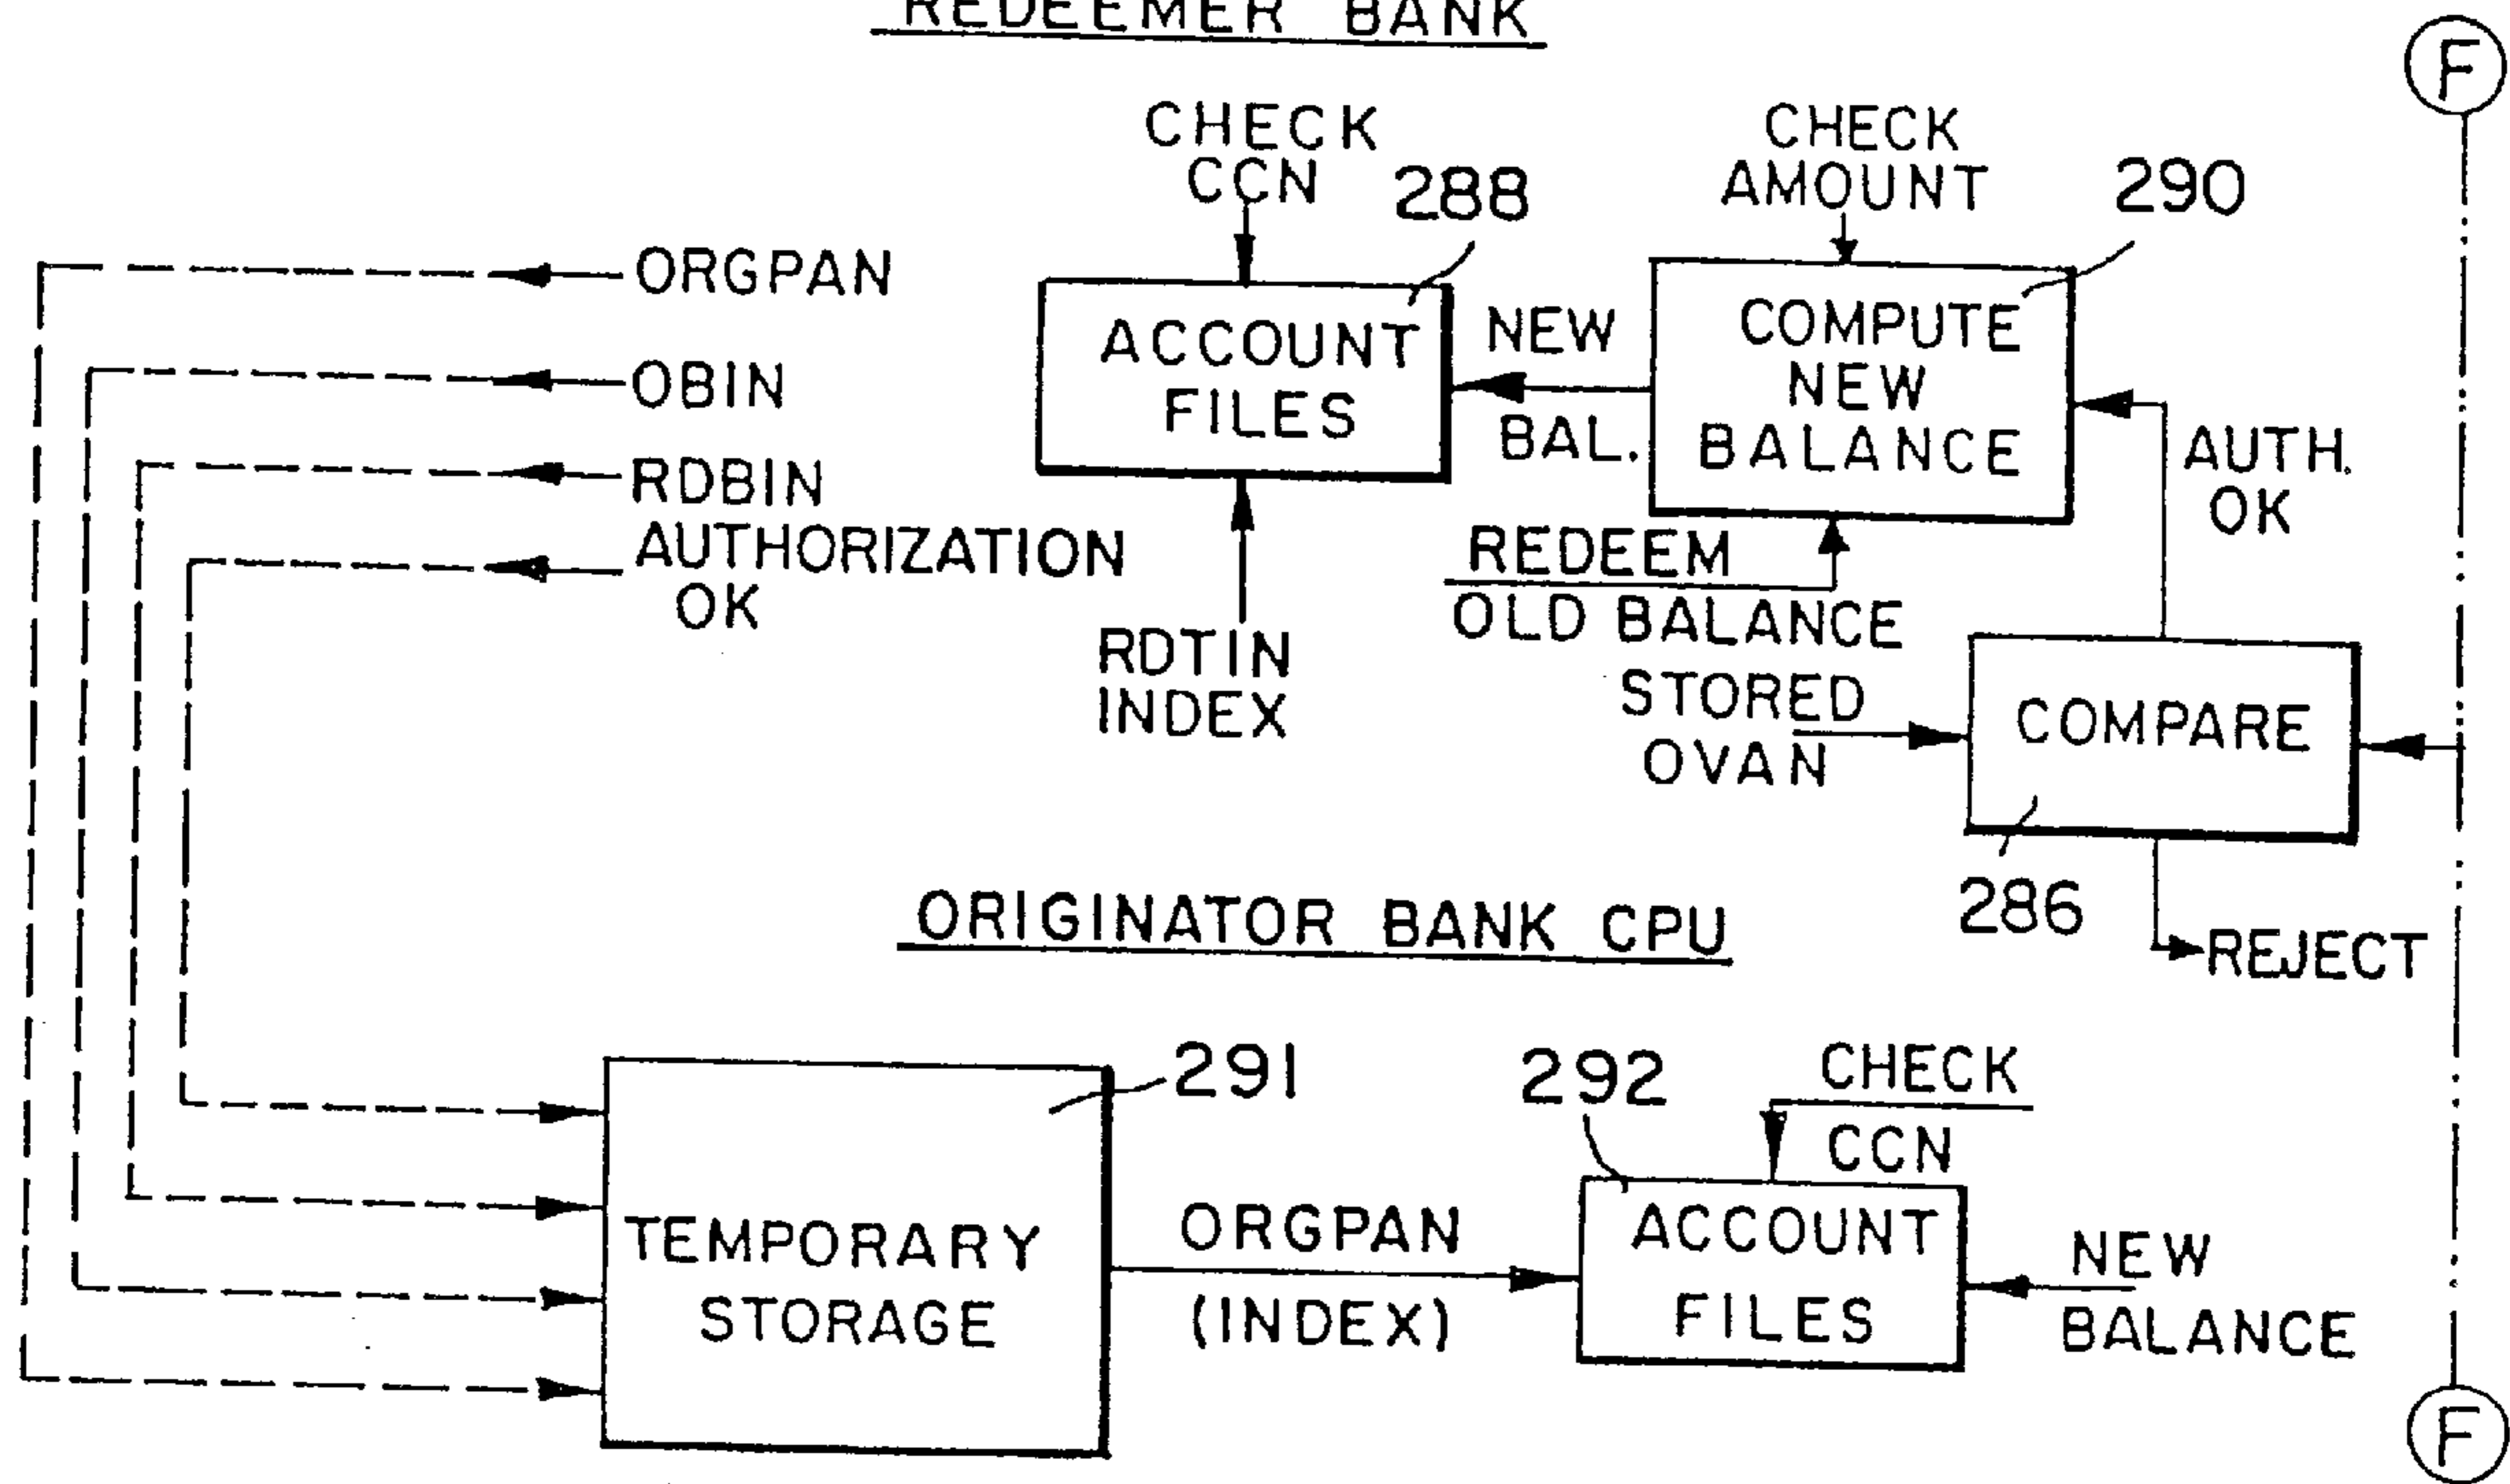 REDEEMER BANK
F
CHECK
CCN
288
CHECK
AMOUNT
290
ORGPAN
OBIN
RDBIN
AUTHORIZATION
OK
ACCOUNT
FILES
NEW
BAL.
COMPUTE
NEW
BALANCE
AUTH.
OK
RDTIN
INDEX
REDEEM
OLD BALANCE
STORED
OVAN
COMPARE
286
REJECT
ORIGINATOR BANK CPU
291
TEMPORARY
STORAGE
ORGPAN
(INDEX)
292
CHECK
CCN
ACCOUNT
FILES
NEW
BALANCE
F